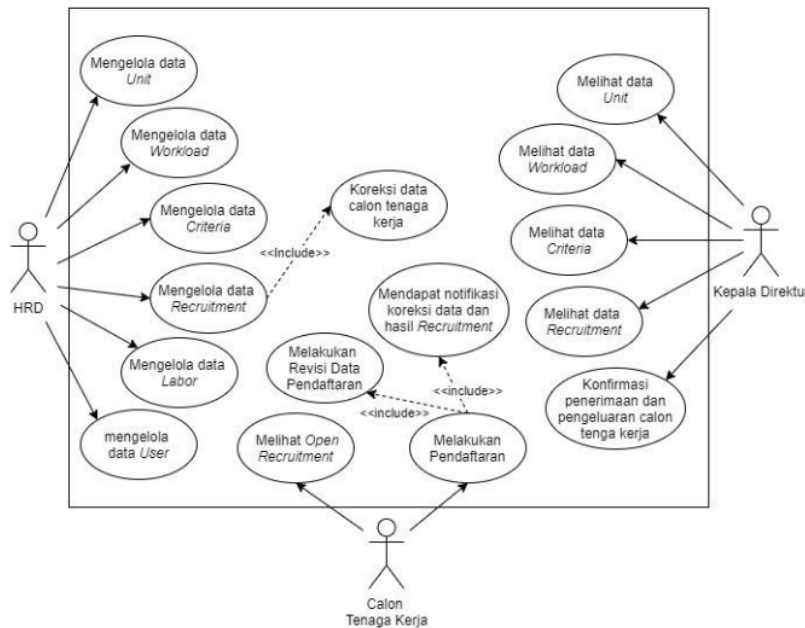 Mengelola data
Unit
Mengelola data
Workload
Mengelola data
Criteria
Mengelola data
Recruitment
Mengelola data
Labor
mengelola
data User
HRD
<<Include>>
Koreksi data
calon tenaga
kerja
Mendapat notifikasi
koreksi data dan
hasil Recruitment
Melakukan
Revisi Data
Pendaftaran
<<include>>
<<include>>
Melihat Open
Recruitment
Melakukan
Pendaftaran
Calon
Tenaga Kerja
Melihat data
Unit
Melihat data
Workload
Melihat data
Criteria
Melihat data
Recruitment
Konfirmasi
penerimaan dan
pengeluaran calon
tenga kerja
Kepala Direktu